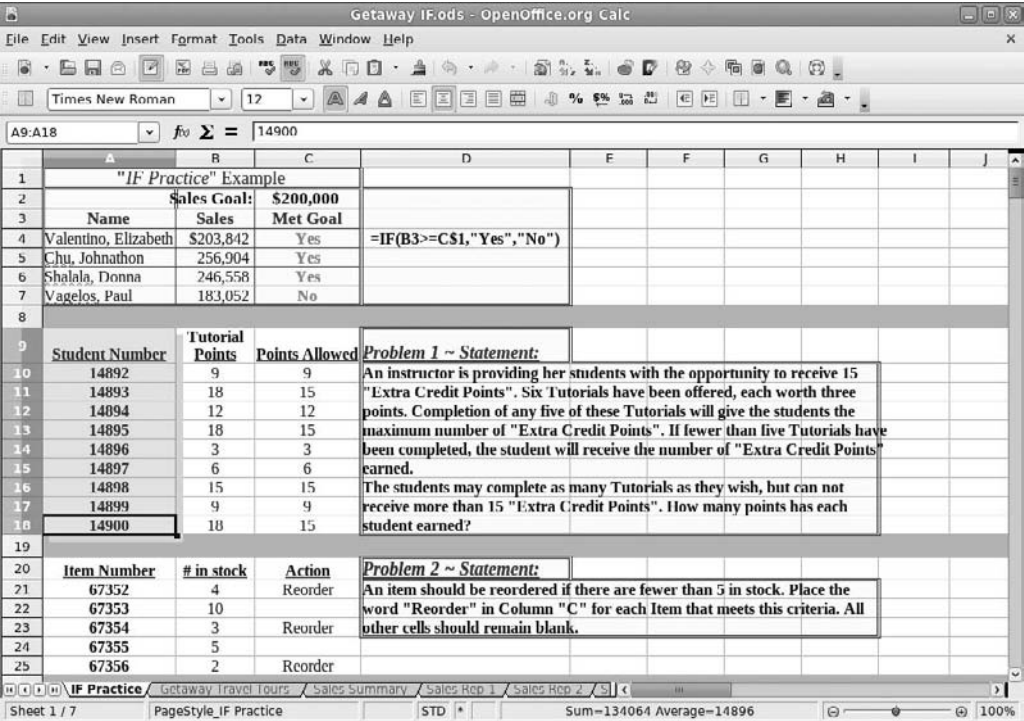 Getaway IF.ods - OpenOffice.org Calc
File Edit View Insert Format Tools Data Window Help
Times New Roman 12
A9:A18 f(x) Σ = 14900
A B C D E F G H I J
1 "IF Practice" Example
2 Sales Goal: $200,000
3 Name Sales Met Goal
4 Valentino, Elizabeth $203,842 Yes =IF(B3>=C$1,"Yes","No")
5 Chu, Johnathon 256,904 Yes
6 Shalala, Donna 246,558 Yes
7 Vagelos, Paul 183,052 No
8
9 Student Number Tutorial Points Points Allowed Problem 1 ~ Statement:
10 14892 9 9 An instructor is providing her students with the opportunity to receive 15
11 14893 18 15 "Extra Credit Points". Six Tutorials have been offered, each worth three
12 14894 12 12 points. Completion of any five of these Tutorials will give the students the
13 14895 18 15 maximum number of "Extra Credit Points". If fewer than five Tutorials have
14 14896 3 3 been completed, the student will receive the number of "Extra Credit Points"
15 14897 6 6 earned.
16 14898 15 15 The students may complete as many Tutorials as they wish, but can not
17 14899 9 9 receive more than 15 "Extra Credit Points". How many points has each
18 14900 18 15 student earned?
19
20 Item Number # in stock Action Problem 2 ~ Statement:
21 67352 4 Reorder An item should be reordered if there are fewer than 5 in stock. Place the
22 67353 10 word "Reorder" in Column "C" for each Item that meets this criteria. All
23 67354 3 Reorder other cells should remain blank.
24 67355 5
25 67356 2 Reorder
IF Practice Getaway Travel Tours Sales Summary Sales Rep 1 Sales Rep 2 S
Sheet 1 / 7 PageStyle_IF Practice STD * Sum=134064 Average=14896 100%